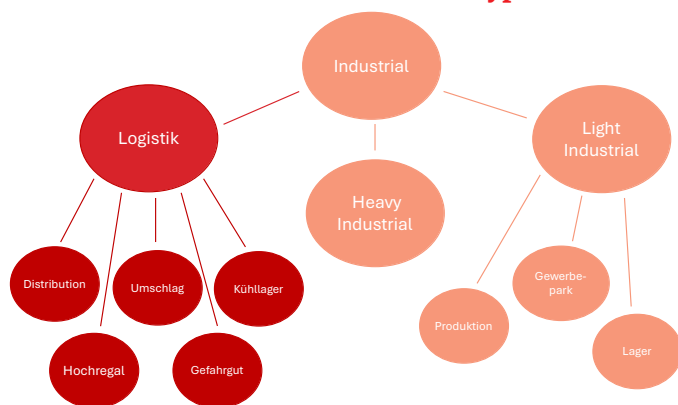 Industrial
Logistik
Light
Industrial
Heavy
Industrial
Distribution
Umschlag
Kühllager
Gewerbe-
park
Produktion
Lager
Hochregal
Gefahrgut